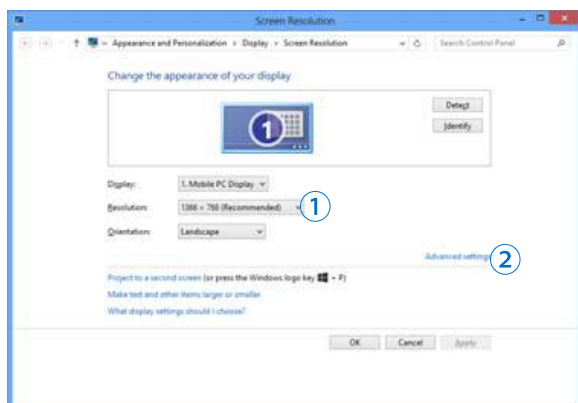 Screen Resolution
Appearance and Personalization Display Screen Resolution Search Control Panel
Change the appearance of your display
1
Detect
Identify
Display: 1. Mobile PC Display
Resolution: 1366 × 768 (Recommended) 1
Orientation: Landscape
Advanced settings 2
Project to a second screen (or press the Windows logo key + P)
Make text and other items larger or smaller
What display settings should I choose?
OK Cancel Apply